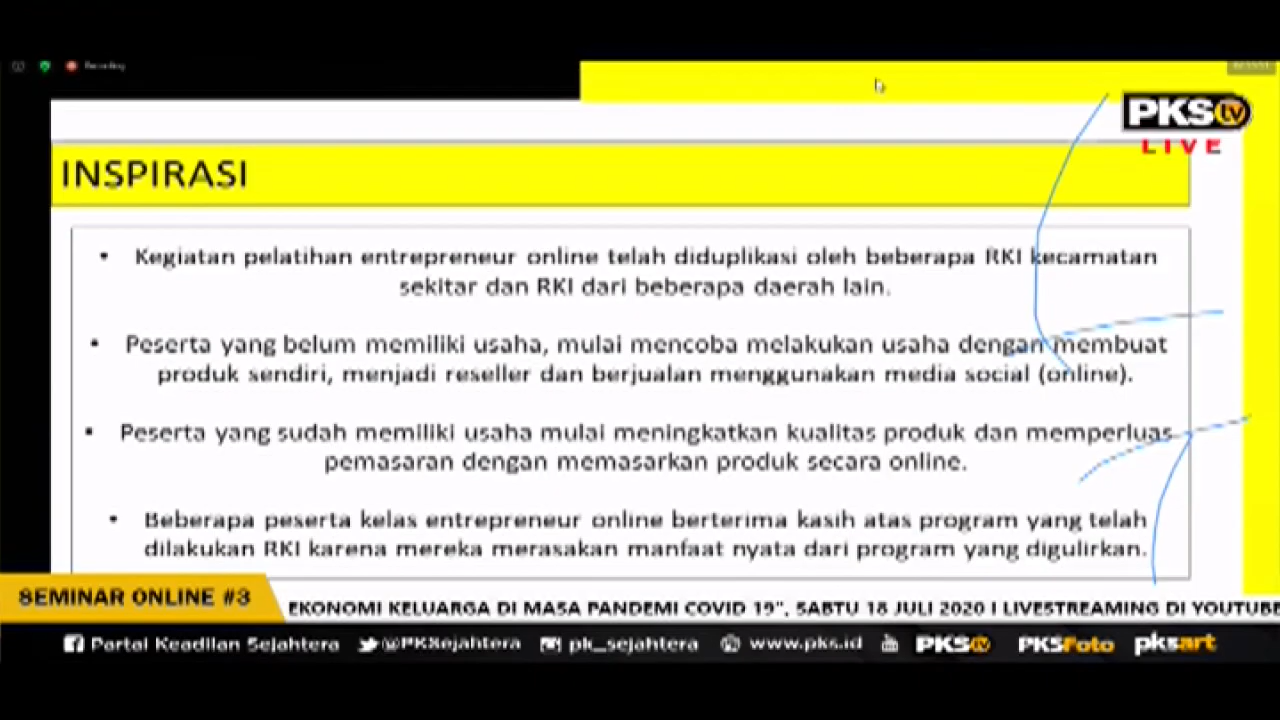 Recording
PKS tv
LIVE
INSPIRASI
• Kegiatan pelatihan entrepreneur online telah diduplikasi oleh beberapa RKI kecamatan
sekitar dan RKI dari beberapa daerah lain.
• Peserta yang belum memiliki usaha, mulai mencoba melakukan usaha dengan membuat
produk sendiri, menjadi reseller dan berjualan menggunakan media social (online).
• Peserta yang sudah memiliki usaha mulai meningkatkan kualitas produk dan memperluas
pemasaran dengan memasarkan produk secara online.
• Beberapa peserta kelas entrepreneur online berterima kasih atas program yang telah
dilakukan RKI karena mereka merasakan manfaat nyata dari program yang digulirkan.
SEMINAR ONLINE #3
EKONOMI KELUARGA DI MASA PANDEMI COVID 19", SABTU 18 JULI 2020 I LIVESTREAMING DI YOUTUBE
Partai Keadilan Sejahtera @PKSejahtera pk_sejahtera www.pks.id PKStv PKSFoto pksart